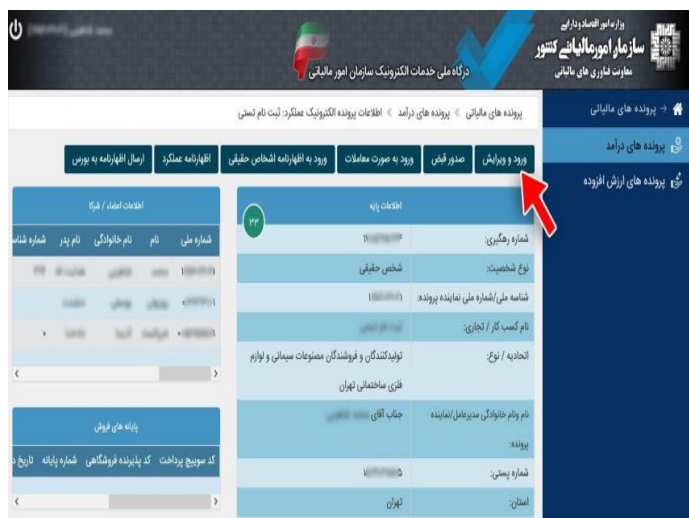 وزارت امور اقتصاد و دارایی
سازمان امور مالیاتی کشور
معاونت فناوری های مالیاتی
درگاه ملی خدمات الکترونیک سازمان امور مالیاتی
پرونده های مالیاتی
پرونده های درآمد
پرونده های ارزش افزوده
پرونده های مالیاتی » پرونده های درآمد » اطلاعات پرونده الکترونیک عملکرد: ثبت نام تستی
ورود و ویرایش
صدور قبض
ورود به صورت معاملات
ورود به اظهارنامه اشخاص حقیقی
اظهارنامه عملکرد
ارسال اظهارنامه به بورس
اطلاعات پایه
۳۳
شماره رهگیری:
نوع شخصیت: شخص حقیقی
شناسه ملی/شماره ملی نماینده پرونده:
نام کسب کار / تجاری:
اتحادیه / نوع: تولیدکنندگان و فروشندگان مصنوعات سیمانی و لوازم
فلزی ساختمانی تهران
نام ونام خانوادگی مدیرعامل/نماینده جناب آقای
پرونده:
شماره پستی:
استان: تهران
اطلاعات اعضاء / شرکا
شماره ملی نام نام خانوادگی نام پدر شماره شناس
پایانه های فروش
کد سوییچ پرداخت کد پذیرنده فروشگاهی شماره پایانه تاریخ د